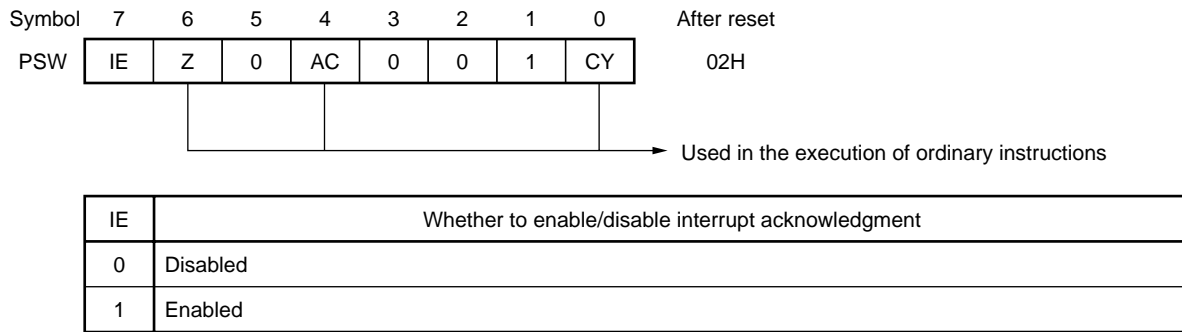 Symbol 7 6 5 4 3 2 1 0 After reset
PSW IE Z 0 AC 0 0 1 CY 02H
Used in the execution of ordinary instructions
IE Whether to enable/disable interrupt acknowledgment
0 Disabled
1 Enabled